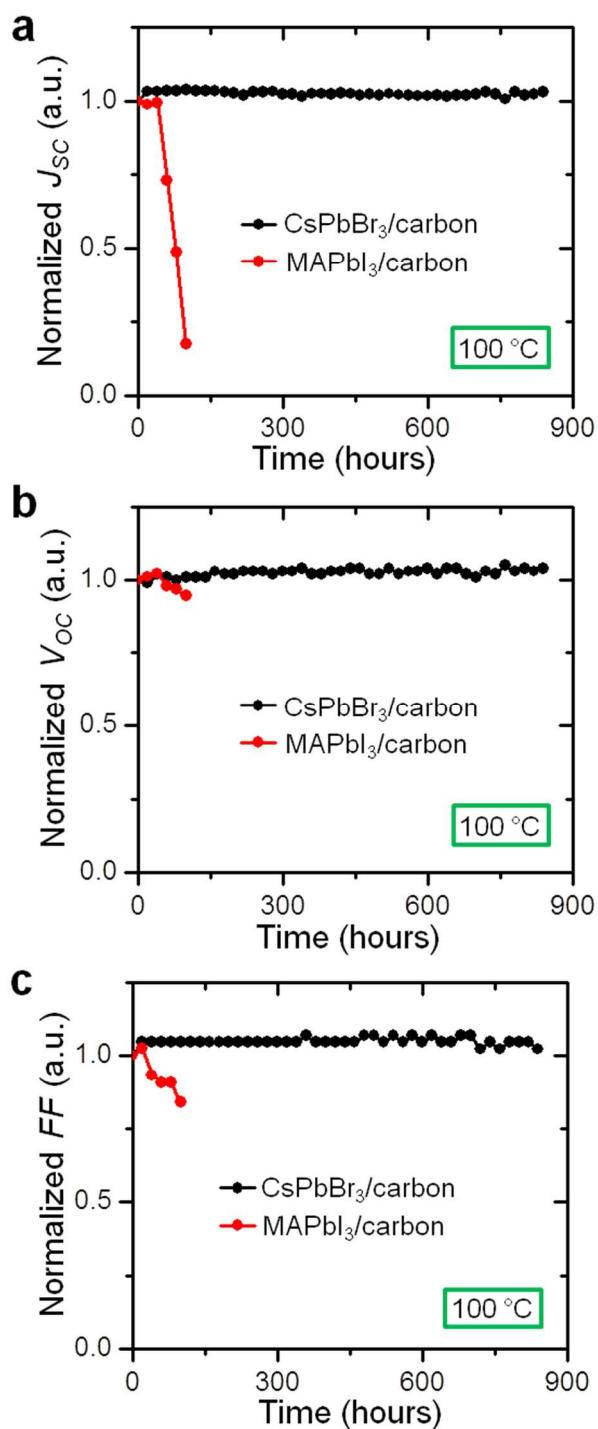 a
Normalized J_SC (a.u.)
1.0
0.5
0.0
CsPbBr₃/carbon
MAPbI₃/carbon
100 °C
0 300 600 900
Time (hours)
b
Normalized V_OC (a.u.)
1.0
0.5
0.0
CsPbBr₃/carbon
MAPbI₃/carbon
100 °C
0 300 600 900
Time (hours)
c
Normalized FF (a.u.)
1.0
0.5
0.0
CsPbBr₃/carbon
MAPbI₃/carbon
100 °C
0 300 600 900
Time (hours)